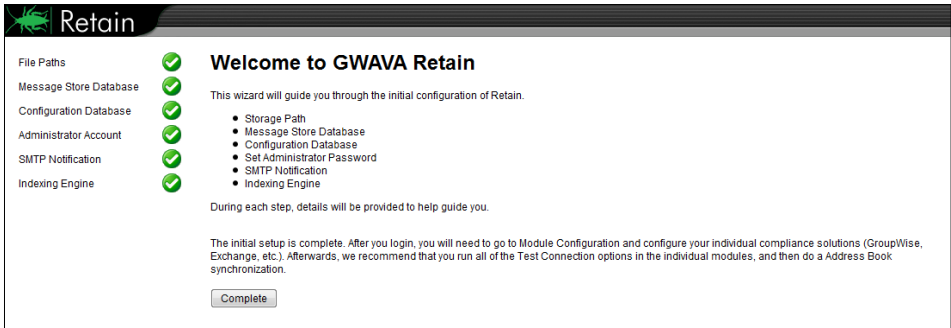 Retain
File Paths
Message Store Database
Configuration Database
Administrator Account
SMTP Notification
Indexing Engine
Welcome to GWAVA Retain
This wizard will guide you through the initial configuration of Retain.
Storage Path
Message Store Database
Configuration Database
Set Administrator Password
SMTP Notification
Indexing Engine
During each step, details will be provided to help guide you.
The initial setup is complete. After you login, you will need to go to Module Configuration and configure your individual compliance solutions (GroupWise,
Exchange, etc.). Afterwards, we recommend that you run all of the Test Connection options in the individual modules, and then do a Address Book
synchronization.
Complete